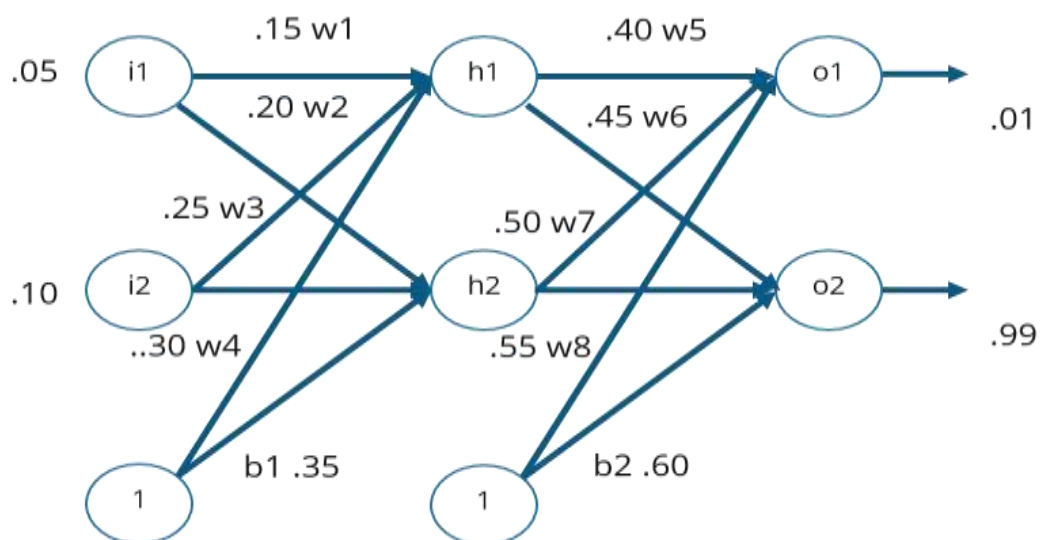 .15 w1
.40 w5
.05
i1
h1
o1
.20 w2
.45 w6
.01
.25 w3
.50 w7
.10
i2
h2
o2
..30 w4
.55 w8
.99
b1 .35
b2 .60
1
1